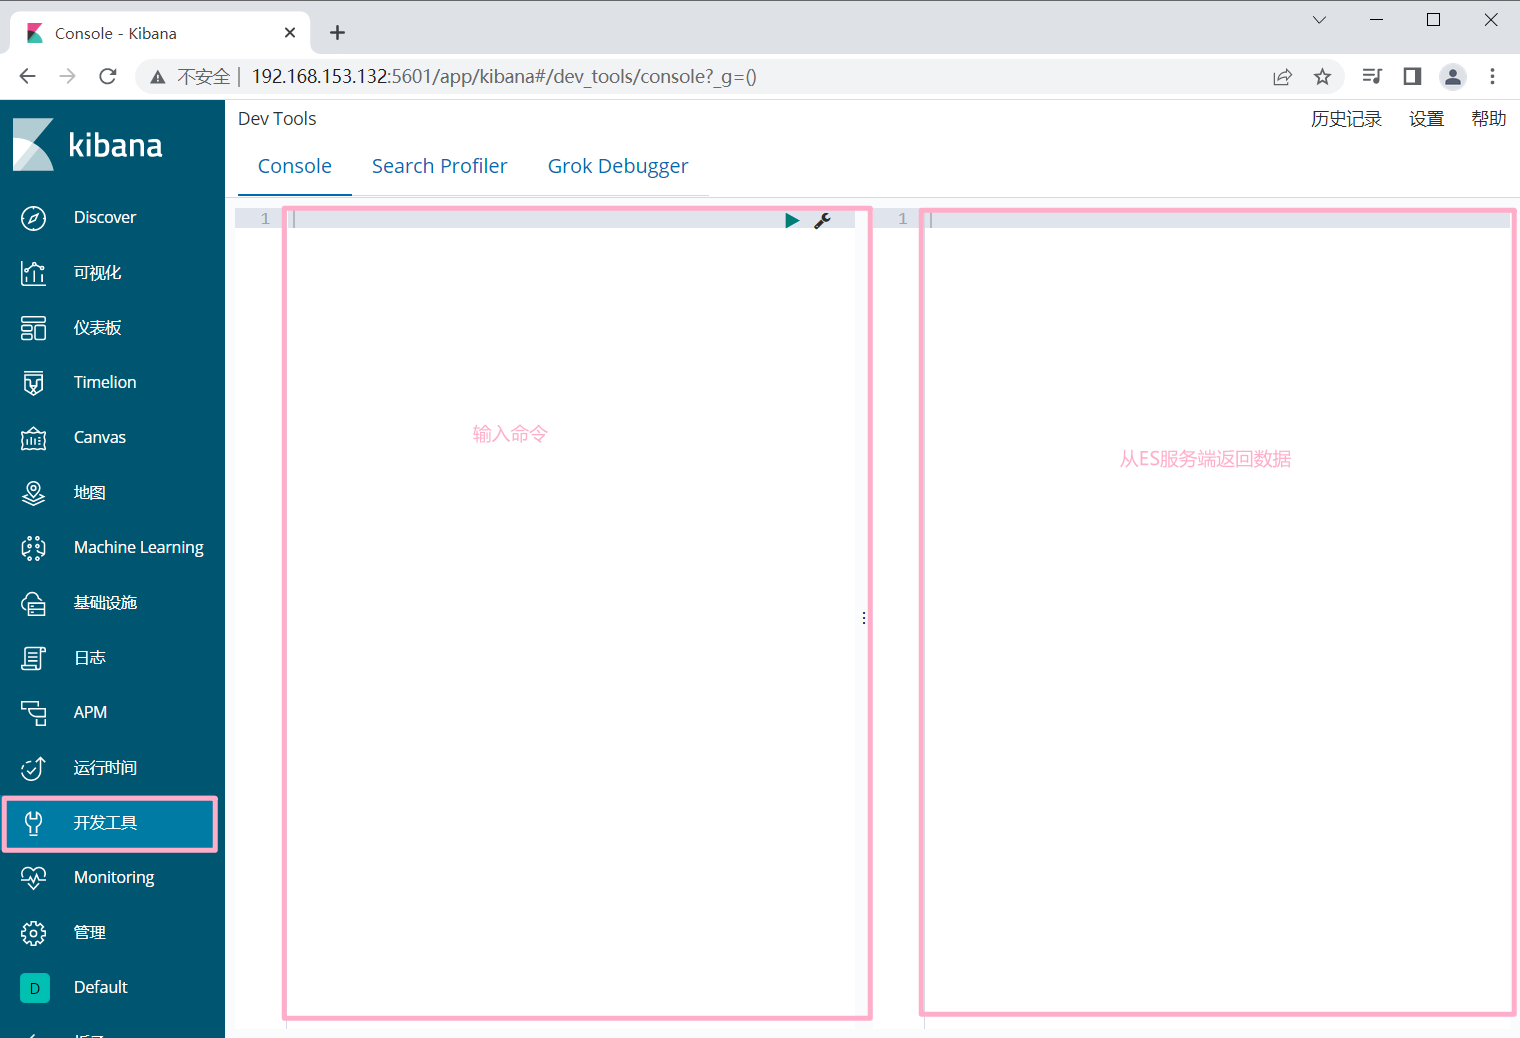 Console - Kibana
不安全 | 192.168.153.132:5601/app/kibana#/dev_tools/console?_g=()
kibana
Dev Tools
历史记录 设置 帮助
Console Search Profiler Grok Debugger
1
1
Discover
可视化
仪表板
Timelion
Canvas
地图
Machine Learning
基础设施
日志
APM
运行时间
开发工具
Monitoring
管理
D Default
输入命令
从ES服务端返回数据